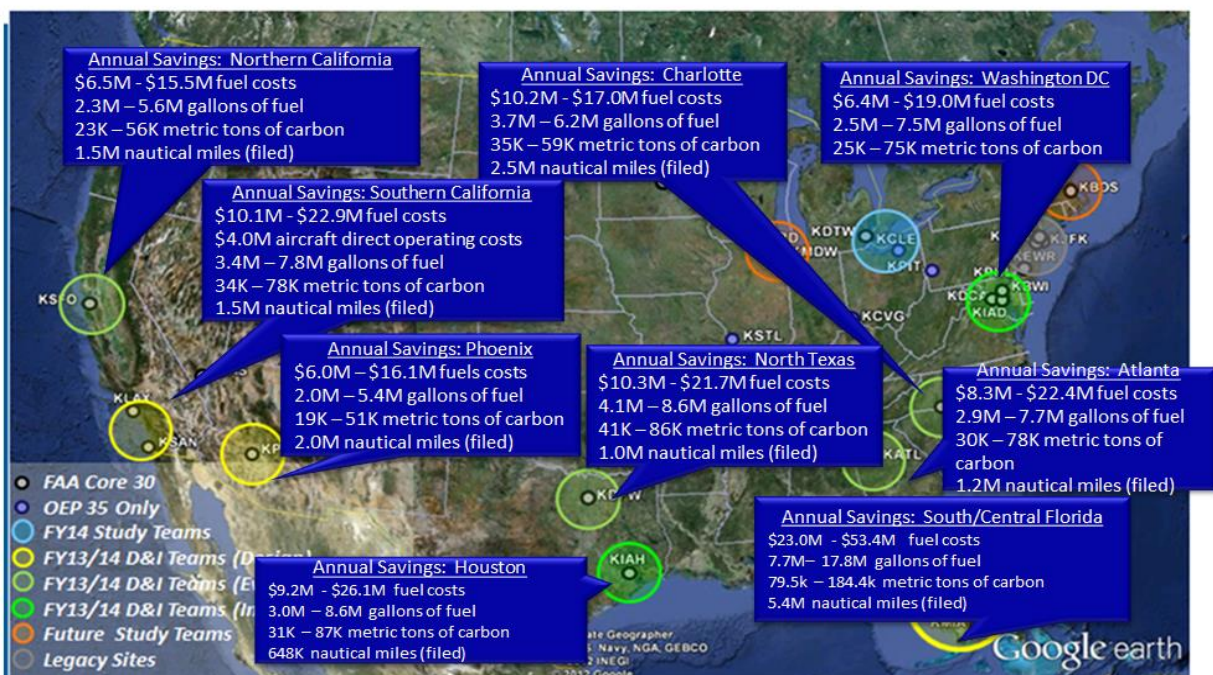 Annual Savings: Northern California
$6.5M - $15.5M fuel costs
2.3M – 5.6M gallons of fuel
23K – 56K metric tons of carbon
1.5M nautical miles (filed)
Annual Savings: Charlotte
$10.2M - $17.0M fuel costs
3.7M – 6.2M gallons of fuel
35K – 59K metric tons of carbon
2.5M nautical miles (filed)
Annual Savings: Washington DC
$6.4M - $19.0M fuel costs
2.5M – 7.5M gallons of fuel
25K – 75K metric tons of carbon
Annual Savings: Southern California
$10.1M - $22.9M fuel costs
$4.0M aircraft direct operating costs
3.4M – 7.8M gallons of fuel
34K – 78K metric tons of carbon
1.5M nautical miles (filed)
KBOS
KDTW
KCLE
KJFK
MDW
KEWR
KPIT
KBWI
KIAD
KSFO
KCVG
KSTL
Annual Savings: Phoenix
$6.0M – $16.1M fuels costs
2.0M – 5.4M gallons of fuel
19K – 51K metric tons of carbon
2.0M nautical miles (filed)
Annual Savings: North Texas
$10.3M - $21.7M fuel costs
4.1M – 8.6M gallons of fuel
41K – 86K metric tons of carbon
1.0M nautical miles (filed)
Annual Savings: Atlanta
$8.3M - $22.4M fuel costs
2.9M – 7.7M gallons of fuel
30K – 78K metric tons of
carbon
1.2M nautical miles (filed)
KLAX
KSAN
KATL
FAA Core 30
OEP 35 Only
FY14 Study Teams
FY13/14 D&I Teams
FY13/14 D&I Teams
FY13/14 D&I Teams
Future Study Teams
Legacy Sites
KIAH
Annual Savings: Houston
$9.2M - $26.1M fuel costs
3.0M – 8.6M gallons of fuel
31K – 87K metric tons of carbon
648K nautical miles (filed)
Annual Savings: South/Central Florida
$23.0M - $53.4M fuel costs
7.7M– 17.8M gallons of fuel
79.5k – 184.4k metric tons of carbon
5.4M nautical miles (filed)
KMIA
Geographer
Navy, NGA, GEBCO
INEGI
Google earth